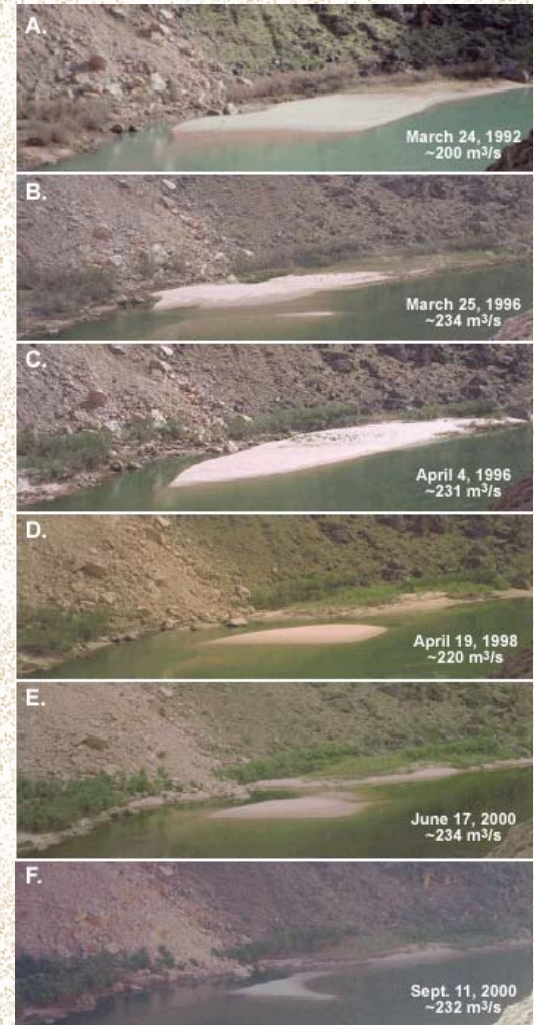 A.
March 24, 1992
~200 m³/s
B.
March 25, 1996
~234 m³/s
C.
April 4, 1996
~231 m³/s
D.
April 19, 1998
~220 m³/s
E.
June 17, 2000
~234 m³/s
F.
Sept. 11, 2000
~232 m³/s